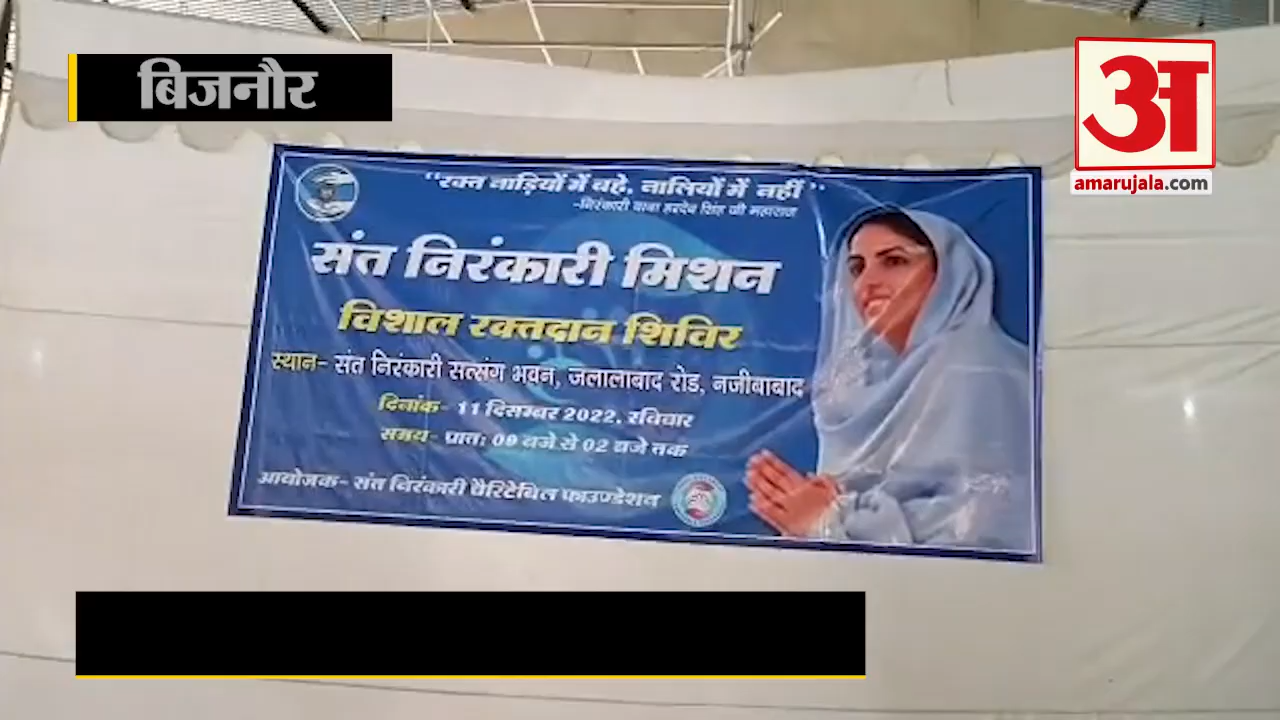 बिजनौर
अ
amarujala.com
"रक्त नाड़ियों में बहे, नालियों में नहीं"
-निरंकारी बाबा हरदेव सिंह जी महाराज
संत निरंकारी मिशन
विशाल रक्तदान शिविर
स्थान- संत निरंकारी सत्संग भवन, जलालाबाद रोड, नजीबाबाद
दिनांक- 11 दिसम्बर 2022, रविवार
समय- प्रात: 09 बजे से 02 बजे तक
आयोजक- संत निरंकारी चैरिटेबिल फाउण्डेशन